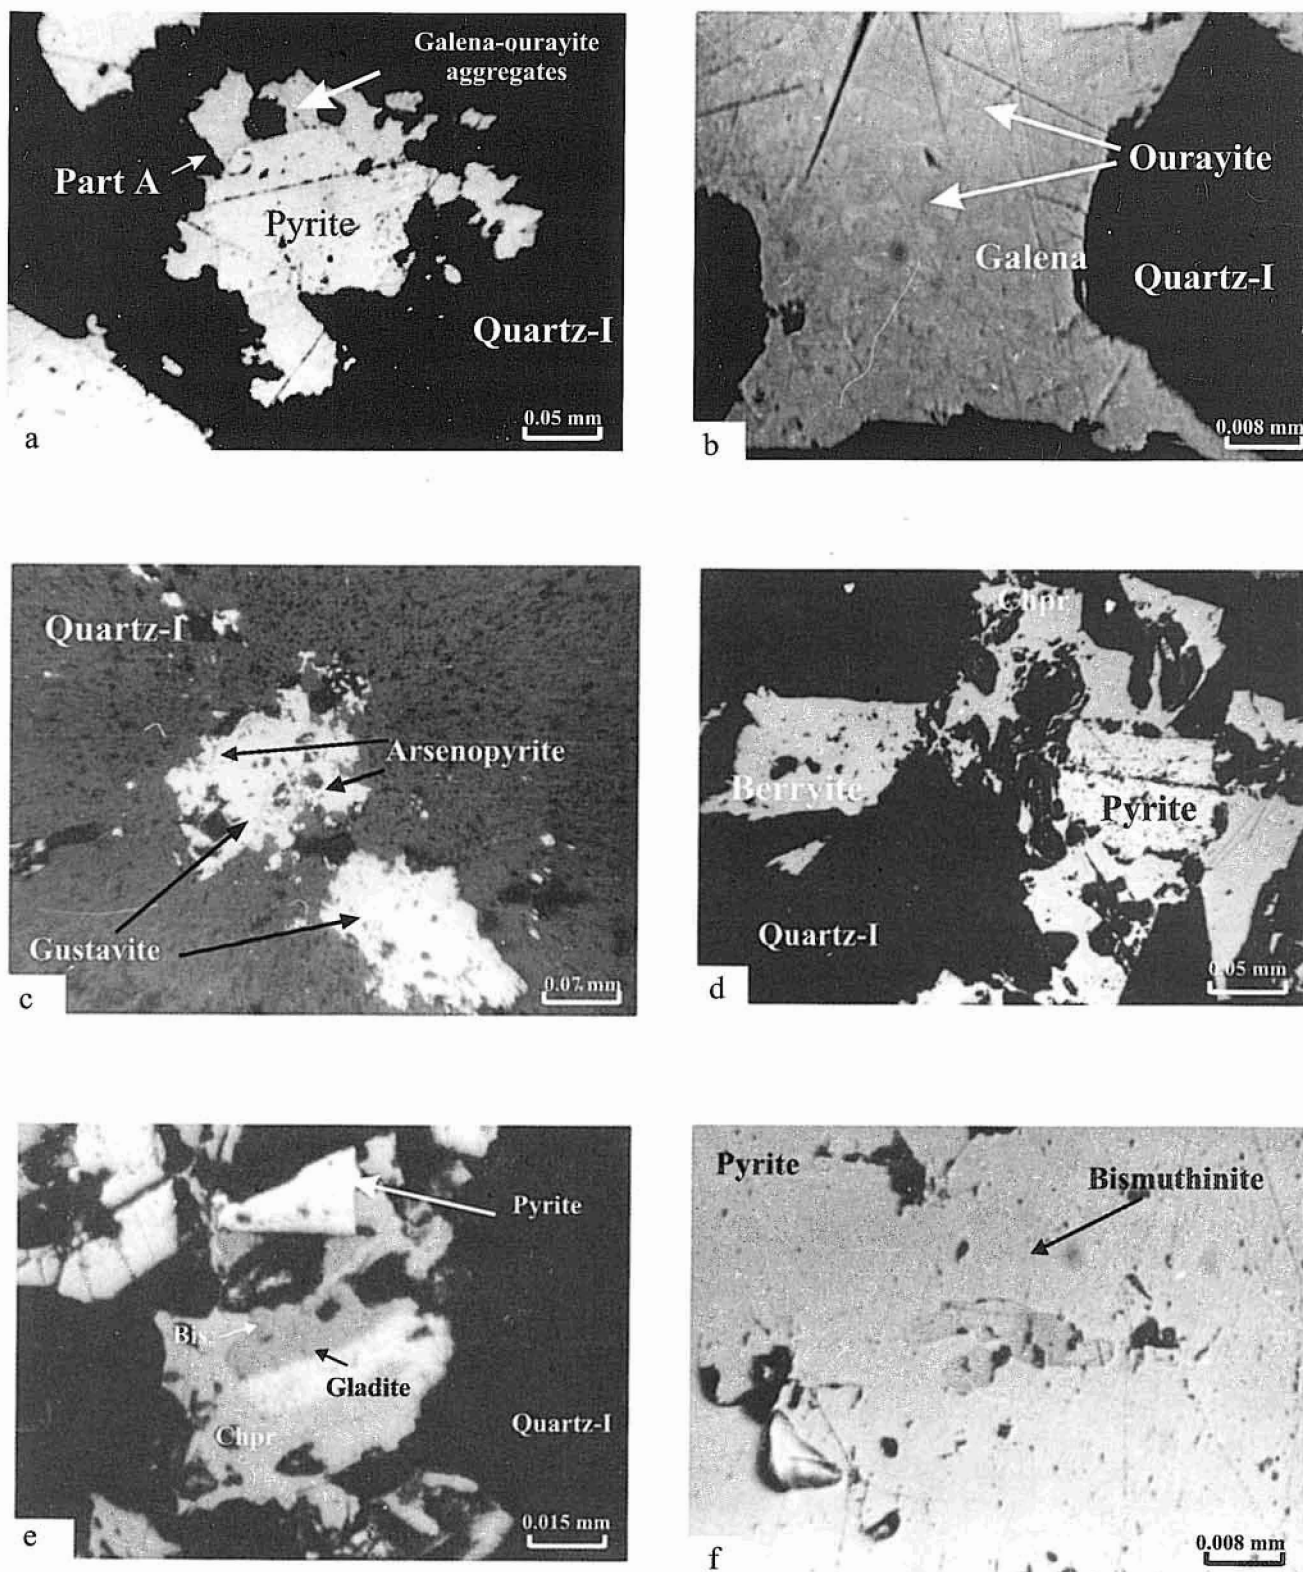 Galena-ourayite
aggregates
Part A
Pyrite
Quartz-I
0.05 mm
a
Ourayite
Galena
Quartz-I
0.008 mm
b
Quartz-I
Arsenopyrite
Gustavite
0.07 mm
c
Chpr
Berryite
Pyrite
Quartz-I
0.05 mm
d
Pyrite
Bis.
Gladite
Quartz-I
Chpr
0.015 mm
e
Pyrite
Bismuthinite
0.008 mm
f